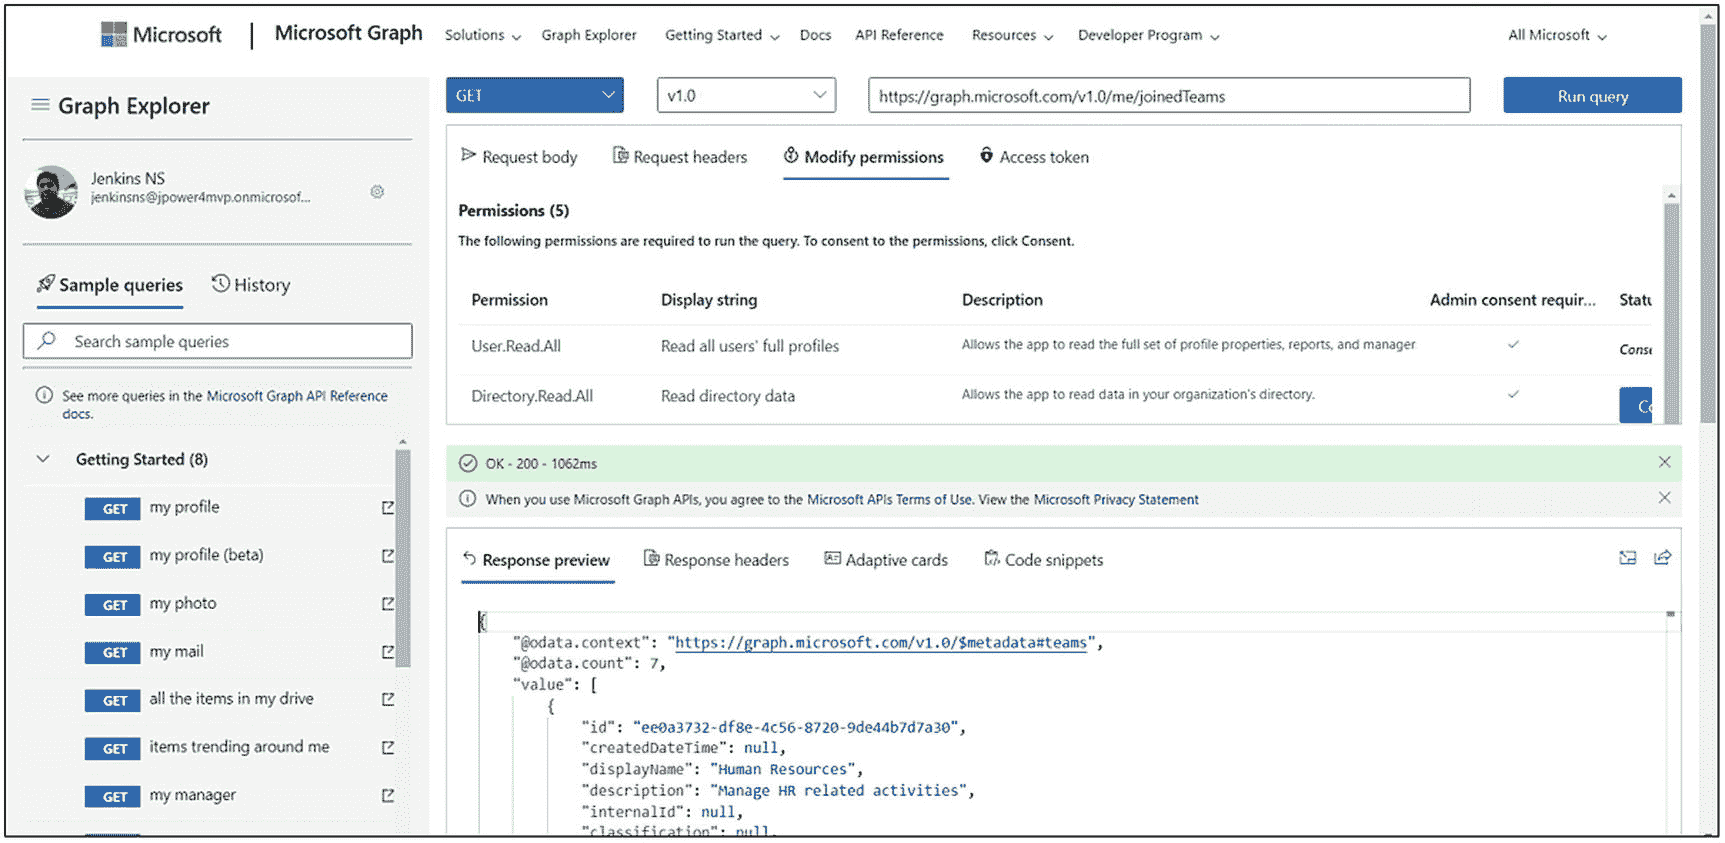 Microsoft | Microsoft Graph Solutions Graph Explorer Getting Started Docs API Reference Resources Developer Program All Microsoft
Graph Explorer
Jenkins NS
jenkinsns@jpower4mvp.onmicrosof...
Sample queries History
Search sample queries
See more queries in the Microsoft Graph API Reference
docs.
Getting Started (8)
GET my profile
GET my profile (beta)
GET my photo
GET my mail
GET all the items in my drive
GET items trending around me
GET my manager
GET v1.0 https://graph.microsoft.com/v1.0/me/joinedTeams Run query
Request body Request headers Modify permissions Access token
Permissions (5)
The following permissions are required to run the query. To consent to the permissions, click Consent.
Permission Display string Description Admin consent requir... Statu
User.Read.All Read all users' full profiles Allows the app to read the full set of profile properties, reports, and manager Conse
Directory.Read.All Read directory data Allows the app to read data in your organization's directory. Co
OK - 200 - 1062ms
When you use Microsoft Graph APIs, you agree to the Microsoft APIs Terms of Use. View the Microsoft Privacy Statement
Response preview Response headers Adaptive cards Code snippets
{
"@odata.context": "https://graph.microsoft.com/v1.0/$metadata#teams",
"@odata.count": 7,
"value": [
{
"id": "ee0a3732-df8e-4c56-8720-9de44b7d7a30",
"createdDateTime": null,
"displayName": "Human Resources",
"description": "Manage HR related activities",
"internalId": null,
"classification": null,